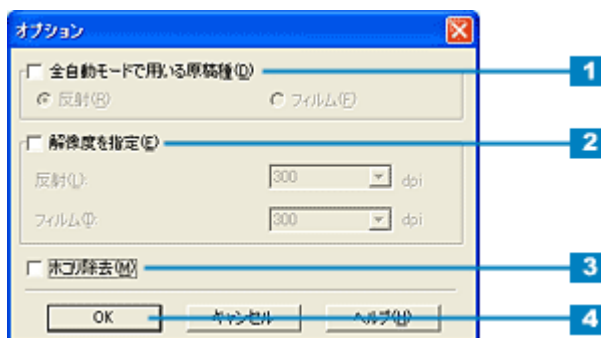 オプション
全自動モードで用いる原稿種(D)
1
反射(R) フィルム(F)
解像度を指定(E)
2
反射(L): 300 dpi
フィルム(I): 300 dpi
ホコリ除去(M)
3
OK キャンセル ヘルプ(H)
4